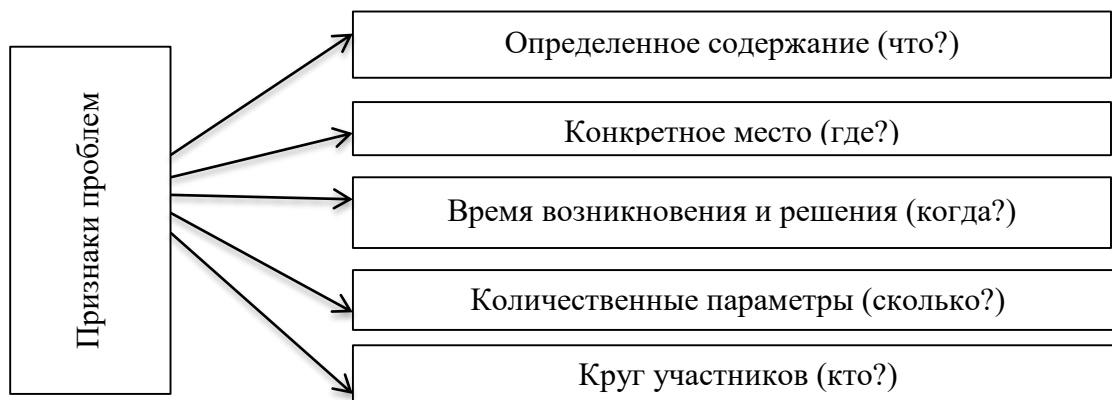 Признаки проблем
Определенное содержание (что?)
Конкретное место (где?)
Время возникновения и решения (когда?)
Количественные параметры (сколько?)
Круг участников (кто?)